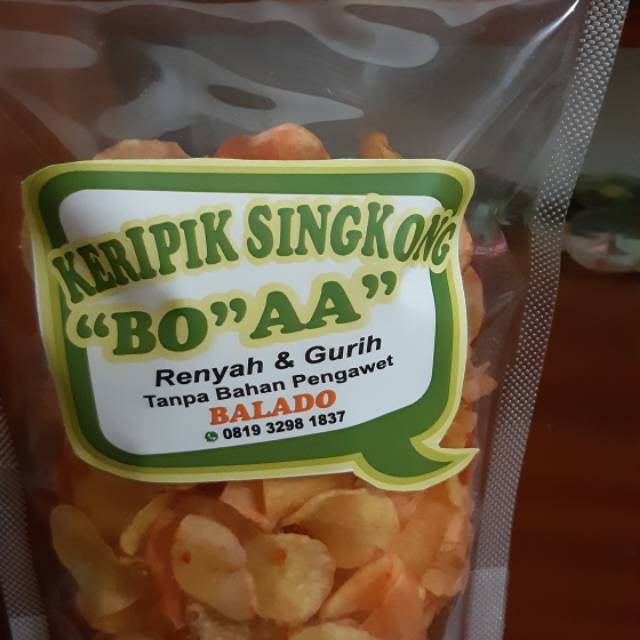 KERIPIK SINGKONG
"BO"AA"
Renyah & Gurih
Tanpa Bahan Pengawet
BALADO
0819 3298 1837